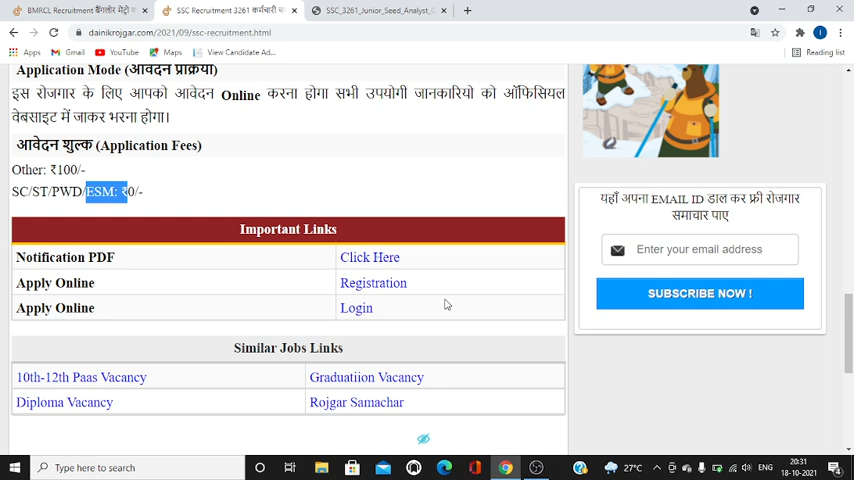 BMRCL Recruitment बैंगलोर मेट्रो
SSC Recruitment 3261 कर्मचारी
SSC_3261_Junior_Seed_Analyst_
dainikrojgar.com/2021/09/ssc-recruitment.html
Apps
Gmail
YouTube
Maps
View Candidate Ad...
Reading list
Application Mode (आवेदन प्रक्रिया)
इस रोजगार के लिए आपको आवेदन Online करना होगा सभी उपयोगी जानकारियो को ऑफिसियल
वेबसाइट में जाकर भरना होगा।
आवेदन शुल्क (Application Fees)
Other: ₹100/-
SC/ST/PWD/ESM: ₹0/-
Important Links
Notification PDF Click Here
Apply Online Registration
Apply Online Login
Similar Jobs Links
10th-12th Paas Vacancy Graduatiion Vacancy
Diploma Vacancy Rojgar Samachar
यहाँ अपना EMAIL ID डाल कर फ्री रोजगार
समाचार पाए
Enter your email address
SUBSCRIBE NOW !
Type here to search
27°C
ENG
20:31
18-10-2021
4